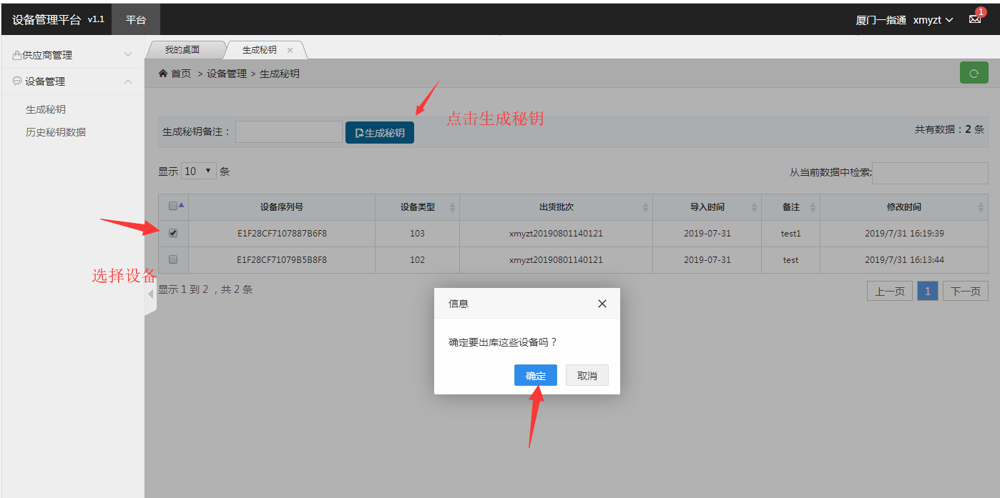 设备管理平台 v1.1 平台 厦门一指通 xmyzt 1
供应商管理
设备管理
生成秘钥
历史秘钥数据
我的桌面 生成秘钥
首页 > 设备管理 > 生成秘钥
点击生成秘钥
生成秘钥备注： 生成秘钥 共有数据：2 条
显示 10 条 从当前数据中检索:
设备序列号 设备类型 出货批次 导入时间 备注 修改时间
E1F28CF7107887B6F8 103 xmyzt20190801140121 2019-07-31 test1 2019/7/31 16:19:39
E1F28CF71079B5B8F8 102 xmyzt20190801140121 2019-07-31 test 2019/7/31 16:13:44
选择设备
显示 1 到 2 ，共 2 条 上一页 1 下一页
信息
确定要出库这些设备吗？
确定 取消